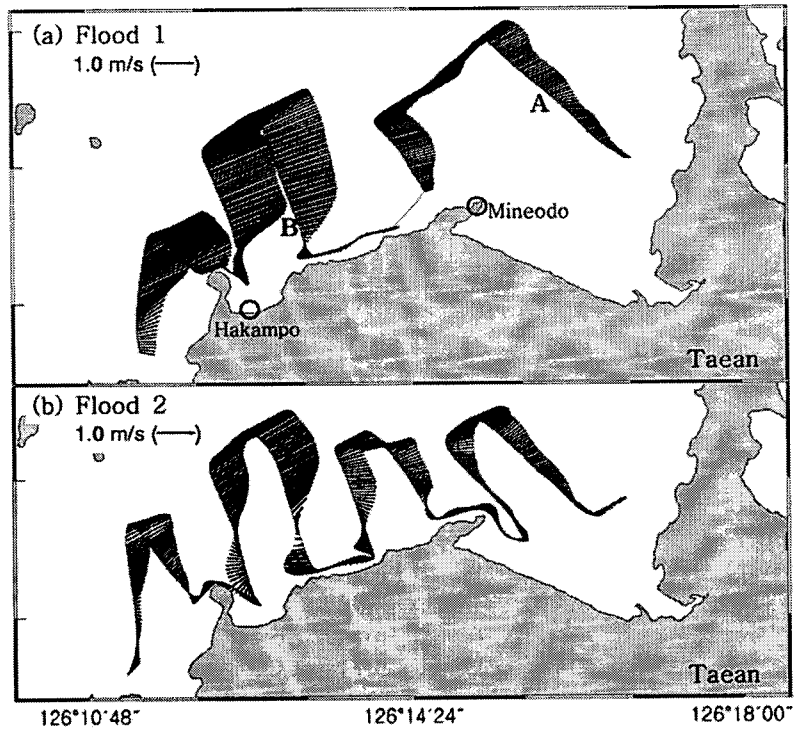 (a) Flood 1
1.0 m/s (—)
A
B
Mineodo
Hakampo
Taean
(b) Flood 2
1.0 m/s (—)
Taean
126°10'48"
126°14'24"
126°18'00"